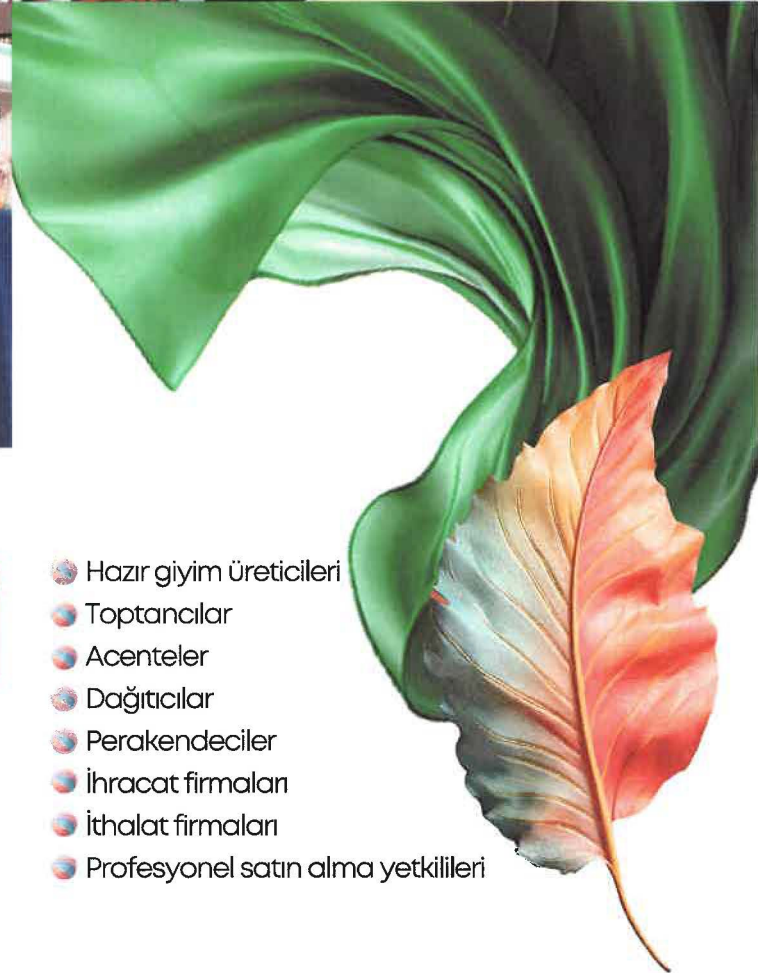 Hazır giyim üreticileri
Toptancılar
Acenteler
Dağıtıcılar
Perakendeciler
İhracat firmaları
İthalat firmaları
Profesyonel satın alma yetkilileri